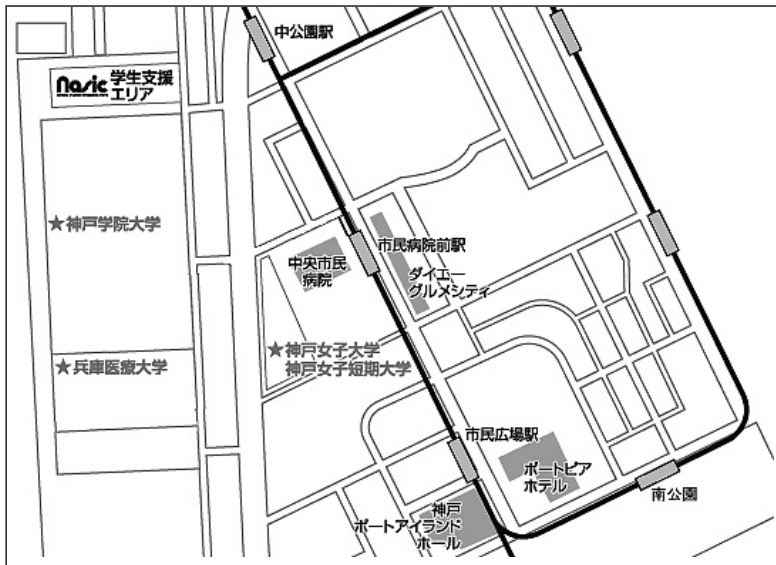 中公園駅
Nasic 学生支援
エリア
★神戸学院大学
市民病院前駅
中央市民
病院
ダイエー
グルメシティ
★神戸女子大学
神戸女子短期大学
★兵庫医療大学
市民広場駅
ポートピア
ホテル
南公園
神戸
ポートアイランド
ホール